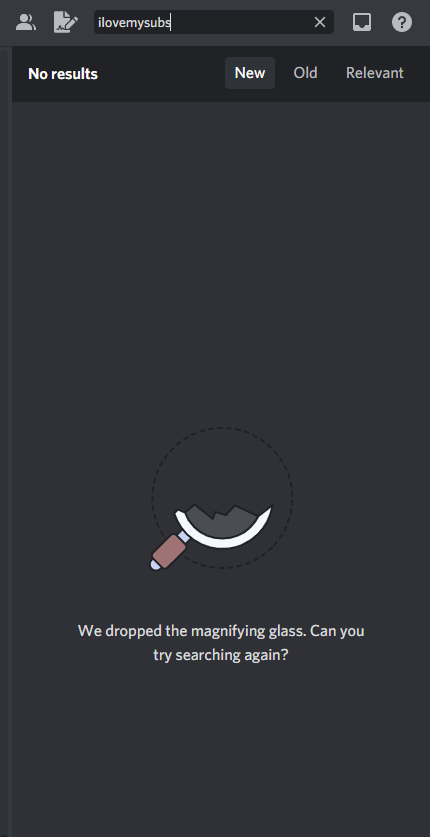 ilovemysubs
No results
New
Old
Relevant
We dropped the magnifying glass. Can you
try searching again?